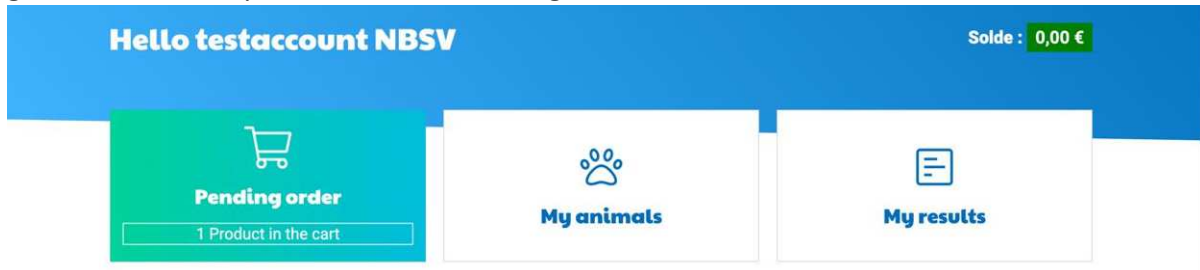 Hello testaccount NBSV
Solde : 0,00 €
Pending order
1 Product in the cart
My animals
My results